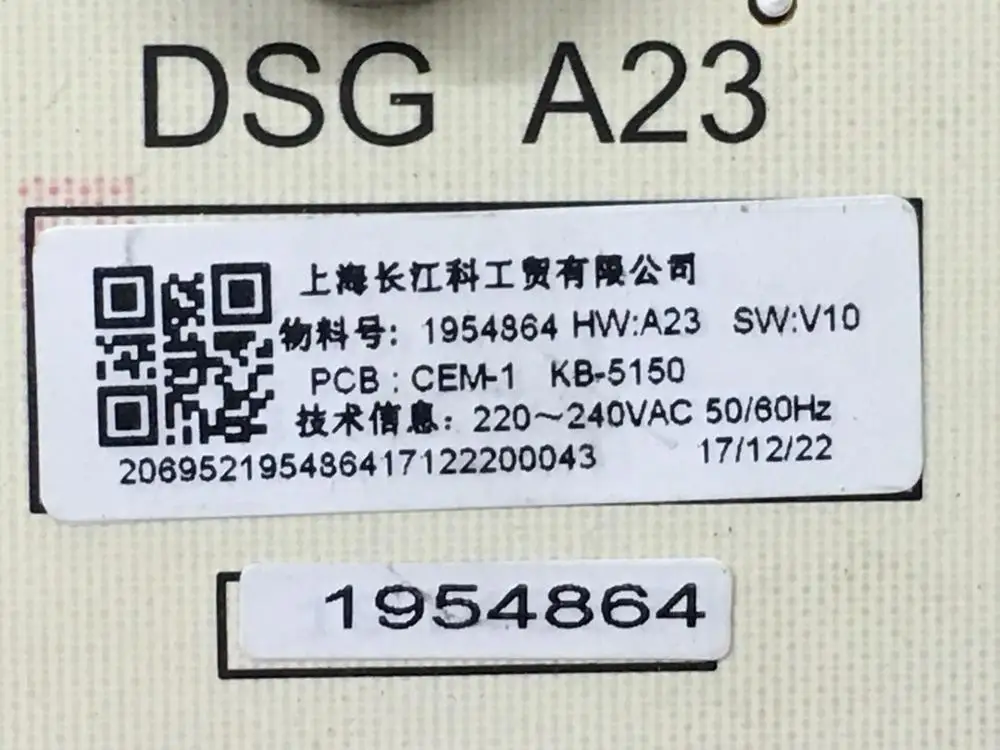 DSG A23
上海长江科工贸有限公司
物料号：1954864 HW:A23 SW:V10
PCB : CEM-1 KB-5150
技术信息：220～240VAC 50/60Hz
206952195486417122200043 17/12/22
1954864